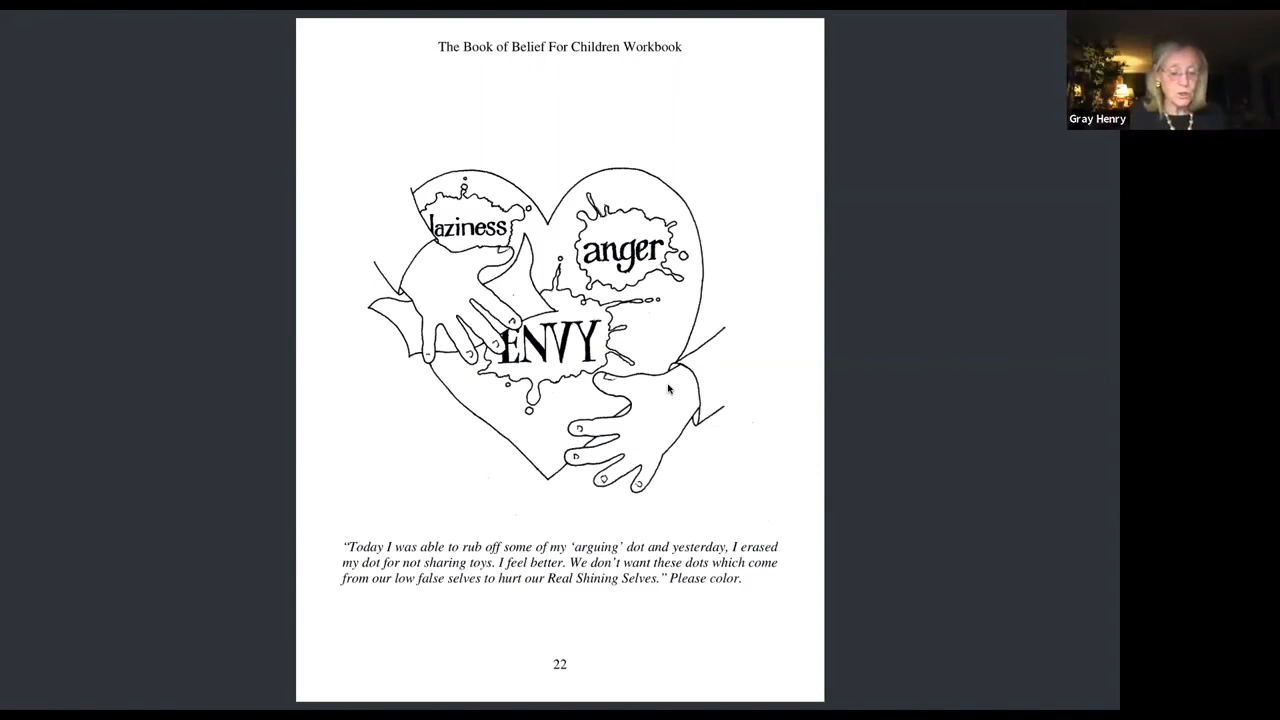 The Book of Belief For Children Workbook
Gray Henry
laziness
anger
ENVY
“Today I was able to rub off some of my ‘arguing’ dot and yesterday, I erased
my dot for not sharing toys. I feel better. We don’t want these dots which come
from our low false selves to hurt our Real Shining Selves.” Please color.
22